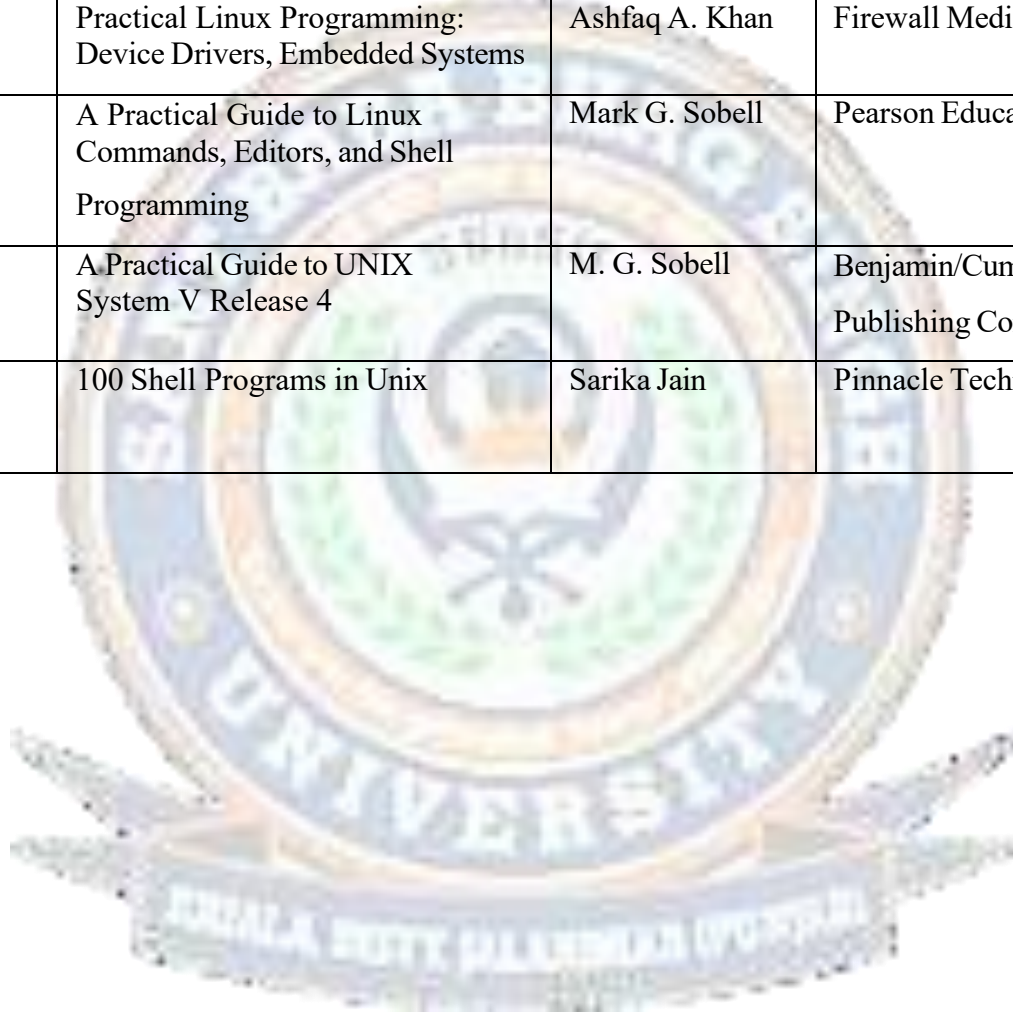 Practical Linux Programming: Ashfaq A. Khan Firewall Medi
Device Drivers, Embedded Systems
A Practical Guide to Linux Mark G. Sobell Pearson Educa
Commands, Editors, and Shell
Programming
A Practical Guide to UNIX M. G. Sobell Benjamin/Cum
System V Release 4
Publishing Co
100 Shell Programs in Unix Sarika Jain Pinnacle Tech
UNIVERSITY